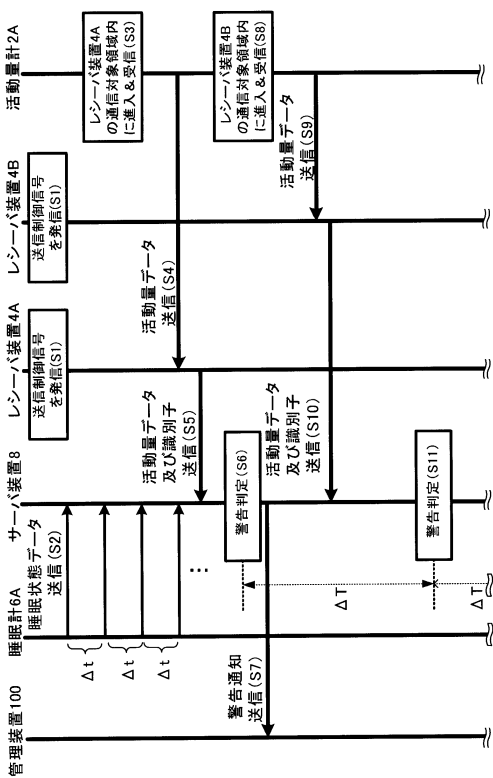 管理装置100
睡眠計6A
サーバ装置8
レシーバ装置4A
レシーバ装置4B
活動量計2A
送信制御信号
を発信(S1)
送信制御信号
を発信(S1)
睡眠状態データ
送信(S2)
Δt
Δt
Δt
レシーバ装置4A
の通信対象領域内
に進入&受信(S3)
活動量データ
送信(S4)
活動量データ
及び識別子
送信(S5)
警告判定(S6)
警告通知
送信(S7)
レシーバ装置4B
の通信対象領域内
に進入&受信(S8)
活動量データ
送信(S9)
活動量データ
及び識別子
送信(S10)
警告判定(S11)
ΔT
ΔT